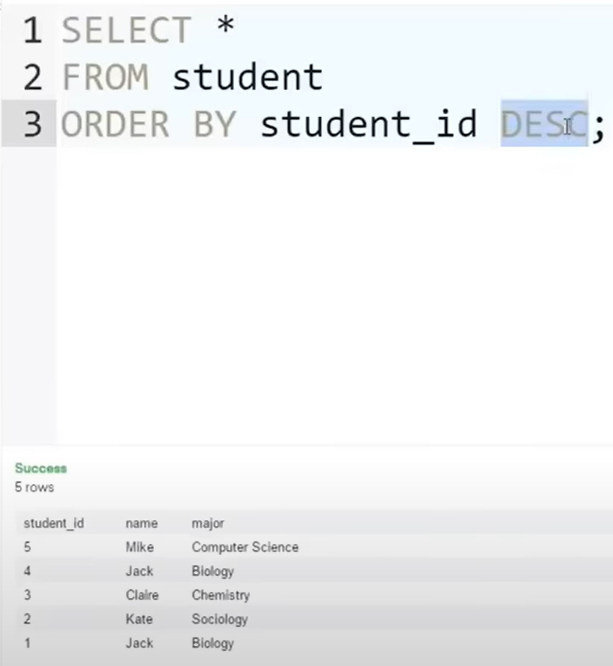 1 SELECT *
2 FROM student
3 ORDER BY student_id DESC;
Success
5 rows
student_id name major
5 Mike Computer Science
4 Jack Biology
3 Claire Chemistry
2 Kate Sociology
1 Jack Biology